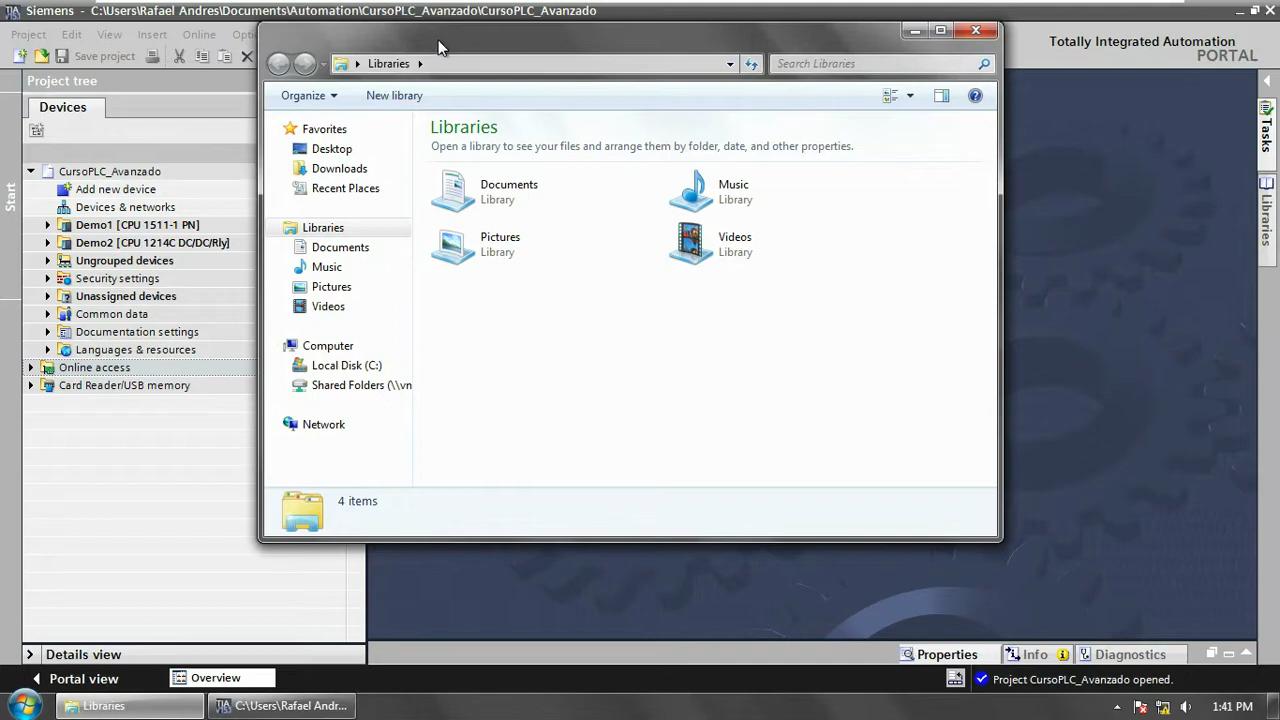 Siemens - C:\Users\Rafael Andres\Documents\Automation\CursoPLC_Avanzado\CursoPLC_Avanzado
Project Edit View Insert
Totally Integrated Automation
PORTAL
Save project
Libraries
Search Libraries
Project tree
Devices
Organize New library
Start
Tasks
Libraries
CursoPLC_Avanzado
Add new device
Devices & networks
Demo1 [CPU 1511-1 PN]
Demo2 [CPU 1214C DC/DC/Rly]
Ungrouped devices
Security settings
Unassigned devices
Common data
Documentation settings
Languages & resources
Online access
Card Reader/USB memory
Favorites
Desktop
Downloads
Recent Places
Libraries
Documents
Music
Pictures
Videos
Computer
Local Disk (C:)
Shared Folders (\\vn
Network
Libraries
Open a library to see your files and arrange them by folder, date, and other properties.
Documents
Library
Music
Library
Pictures
Library
Videos
Library
4 items
Details view
Properties Info Diagnostics
Portal view Overview
Project CursoPLC_Avanzado opened.
Libraries C:\Users\Rafael Andr... 1:41 PM